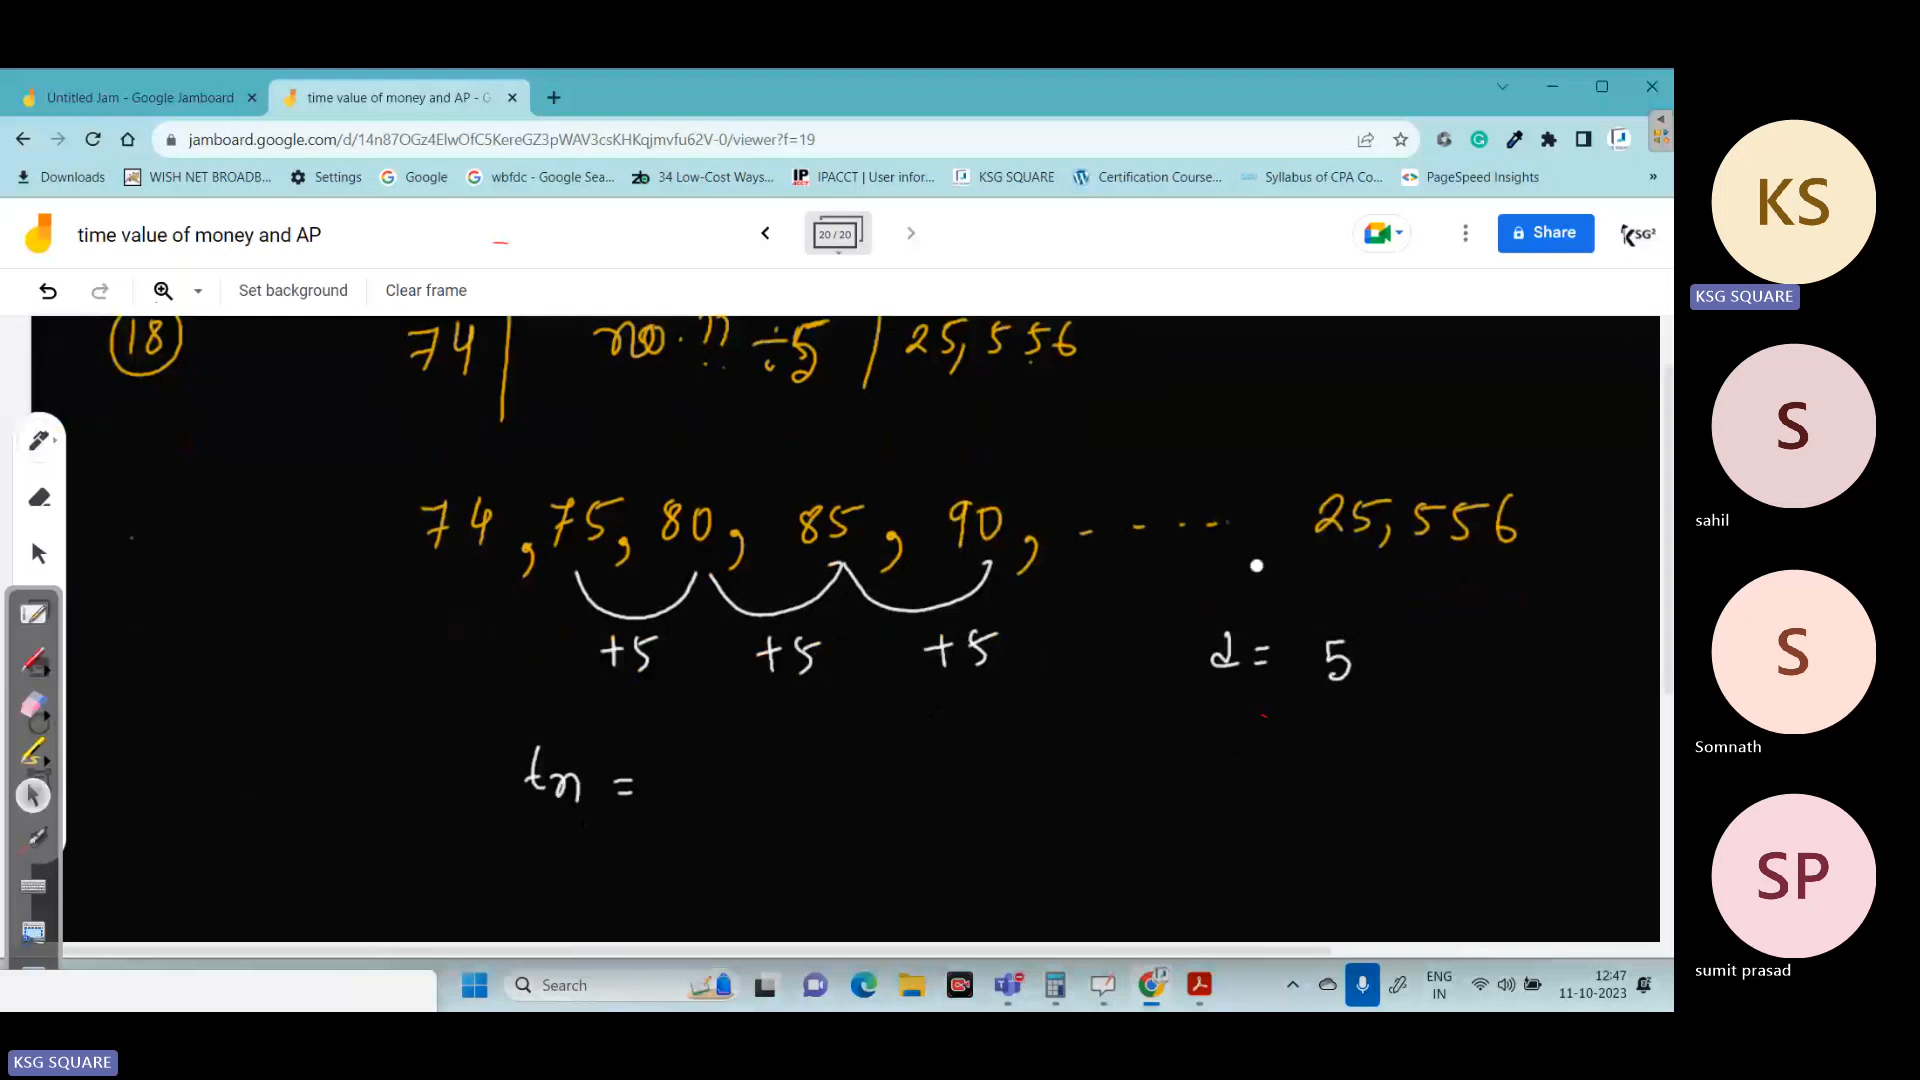 Untitled Jam - Google Jamboard
time value of money and AP - G
jamboard.google.com/d/14n87OGz4ElwOfC5KereGZ3pWAV3csKHKqjmvfu62V-0/viewer?f=19
Downloads WISH NET BROADB... Settings Google wbfdc - Google Sea... 34 Low-Cost Ways... IPACCT | User infor... KSG SQUARE Certification Course... Syllabus of CPA Co... PageSpeed Insights »
time value of money and AP
20 / 20
Share
KSG²
Set background Clear frame
(18) 74 | no. ?? ÷5 | 25,556
74, 75, 80, 85, 90, - - - - . 25,556
+5 +5 +5 d = 5
tn =
Search
ENG
IN
12:47
11-10-2023
KS
KSG SQUARE
S
sahil
S
Somnath
SP
sumit prasad
KSG SQUARE